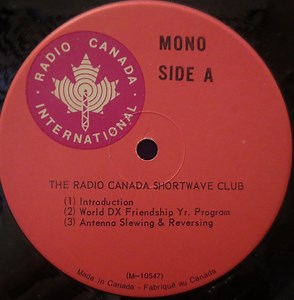 RADIO CANADA
INTERNATIONAL
MONO
SIDE A
THE RADIO CANADA SHORTWAVE CLUB
(1) Introduction
(2) World DX Friendship Yr. Program
(3) Antenna Slewing & Reversing
(M-10547)
Made in Canada - Fabriqué au Canada